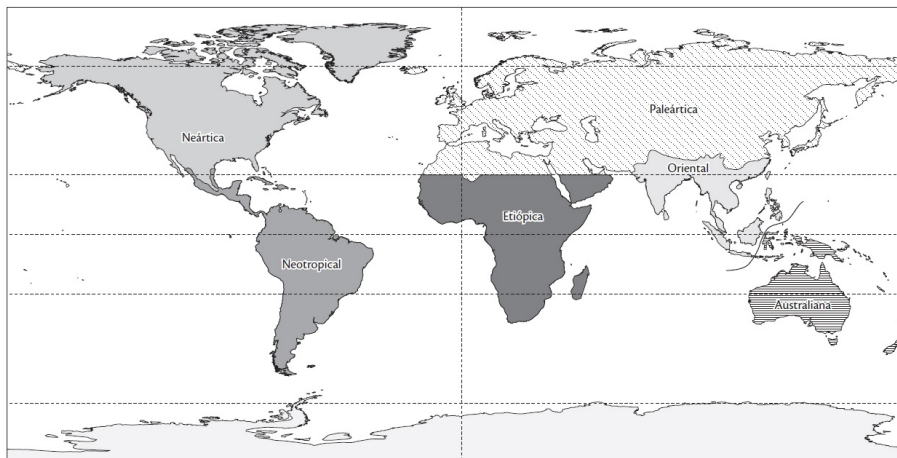 Neártica
Paleártica
Oriental
Etiópica
Neotropical
Australiana